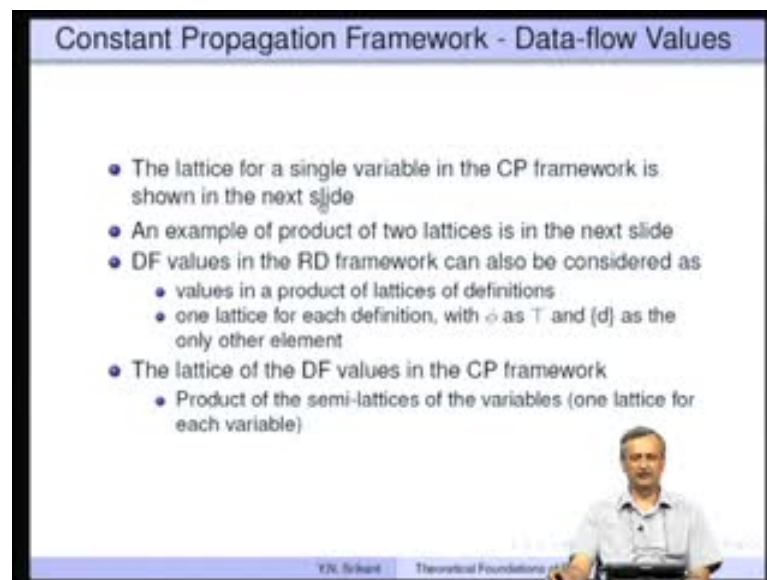 Constant Propagation Framework - Data-flow Values
The lattice for a single variable in the CP framework is
shown in the next slide
An example of product of two lattices is in the next slide
DF values in the RD framework can also be considered as
values in a product of lattices of definitions
one lattice for each definition, with ϕ as ⊤ and {d} as the
only other element
The lattice of the DF values in the CP framework
Product of the semi-lattices of the variables (one lattice for
each variable)
Y.N. Srikant Theoretical Foundations of